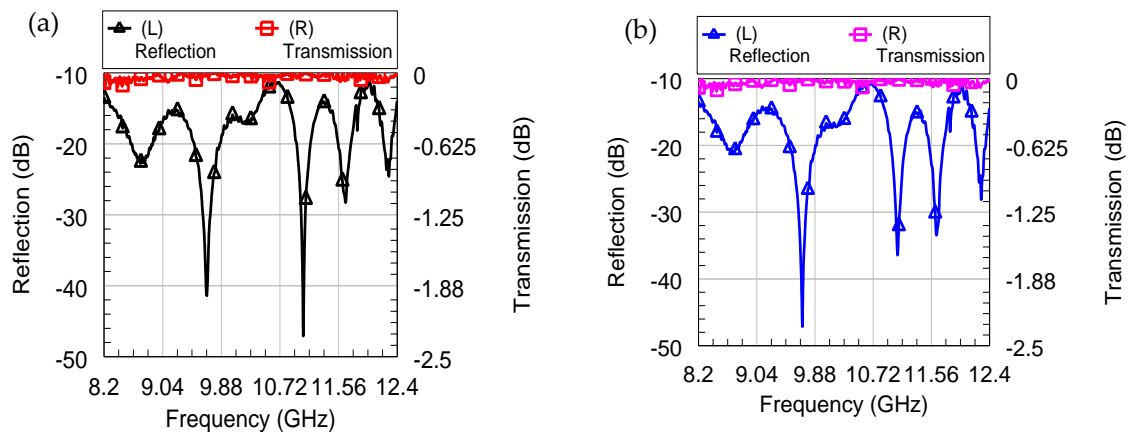 (a)
(L) Reflection
(R) Transmission
-10
-20
-30
-40
-50
Reflection (dB)
0
-0.625
-1.25
-1.88
-2.5
Transmission (dB)
8.2 9.04 9.88 10.72 11.56 12.4
Frequency (GHz)
(b)
(L) Reflection
(R) Transmission
-10
-20
-30
-40
-50
Reflection (dB)
0
-0.625
-1.25
-1.88
-2.5
Transmission (dB)
8.2 9.04 9.88 10.72 11.56 12.4
Frequency (GHz)